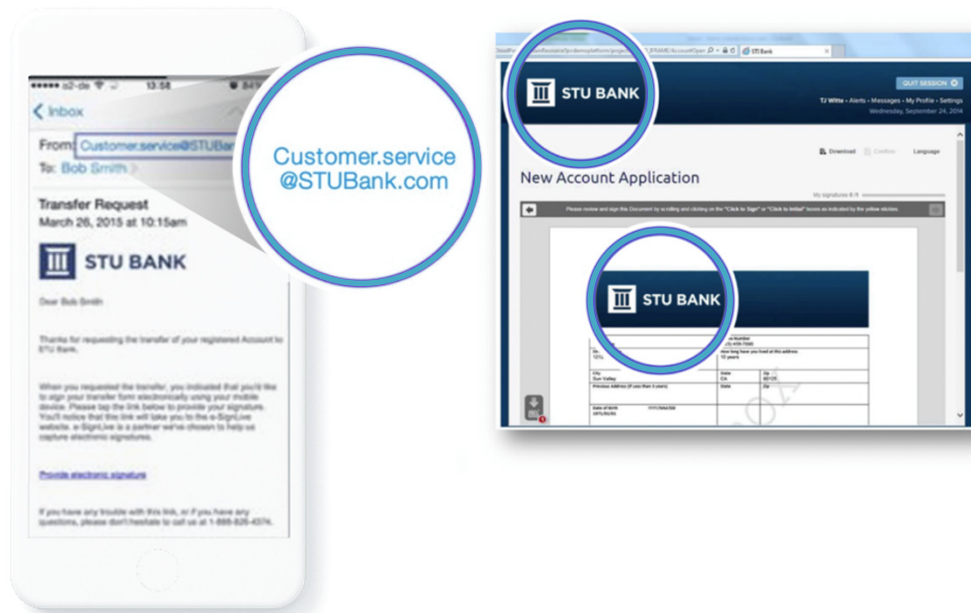 o2-de 13:58
Inbox
From: Customer.service@STUBan
To: Bob Smith
Transfer Request
March 26, 2015 at 10:15am
STU BANK
Dear Bob Smith
Thanks for requesting the transfer of your registered Account to
STU Bank.
When you requested the transfer, you indicated that you'd like
to sign your transfer form electronically using your mobile
device. Please tap the link below to provide your signature.
You'll notice that this link will take you to the e-SignLive
website. e-SignLive is a partner we've chosen to help us
capture electronic signatures.
Provide electronic signature
If you have any trouble with this link, or if you have any
questions, please don't hesitate to call us at 1-888-826-4374.
Customer.service
@STUBank.com
STU Bank
STU BANK
QUIT SESSION
TJ Witte • Alerts • Messages • My Profile • Settings
Wednesday, September 24, 2014
Download Confirm Language
New Account Application
My signatures
Please review and sign this Document by scrolling and clicking on the "Click to Sign" or "Click to Initial" boxes as indicated by the yellow stickies.
STU BANK
How long have you lived at this address
10 years
City State Zip
Sun Valley CA
Previous Address (if Less than 3 years) State Zip
Date of Birth